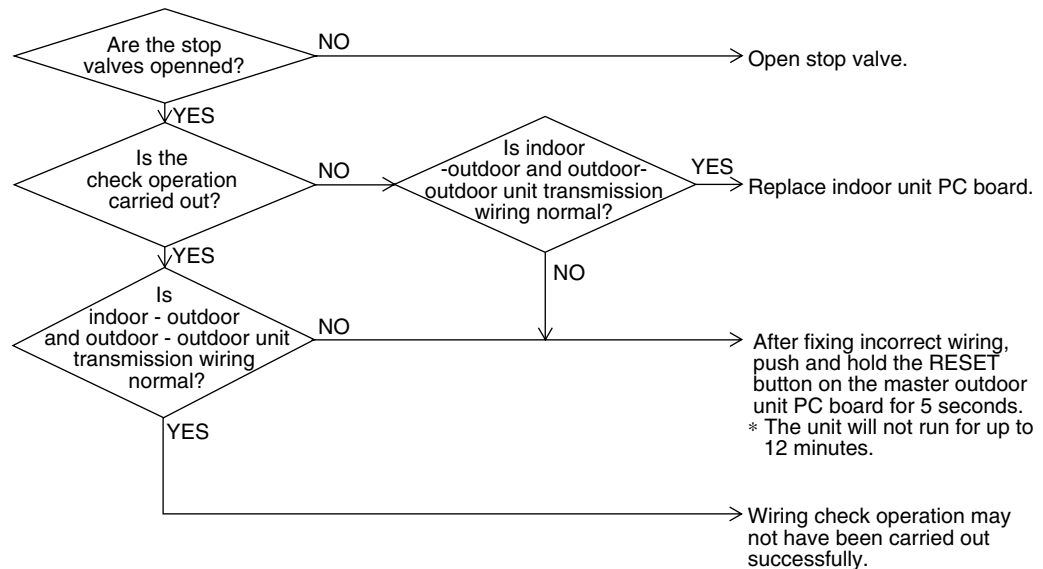 Are the stop
valves openned?
NO
Open stop valve.
YES
Is the
check operation
carried out?
NO
Is indoor
-outdoor and outdoor-
outdoor unit transmission
wiring normal?
YES
Replace indoor unit PC board.
YES
NO
Is
indoor - outdoor
and outdoor - outdoor unit
transmission wiring
normal?
NO
After fixing incorrect wiring,
push and hold the RESET
button on the master outdoor
unit PC board for 5 seconds.
* The unit will not run for up to
12 minutes.
YES
Wiring check operation may
not have been carried out
successfully.